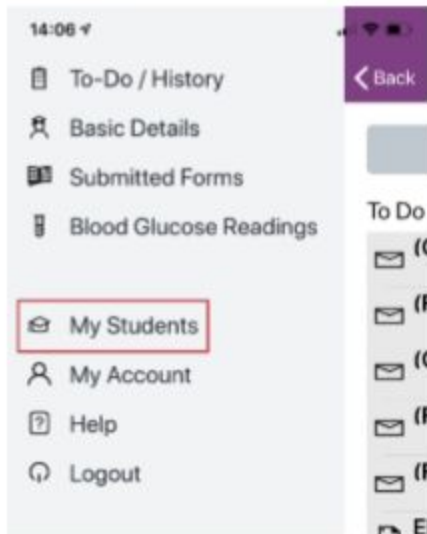 14:06
To-Do / History
Basic Details
Submitted Forms
Blood Glucose Readings
My Students
My Account
Help
Logout
Back
To Do